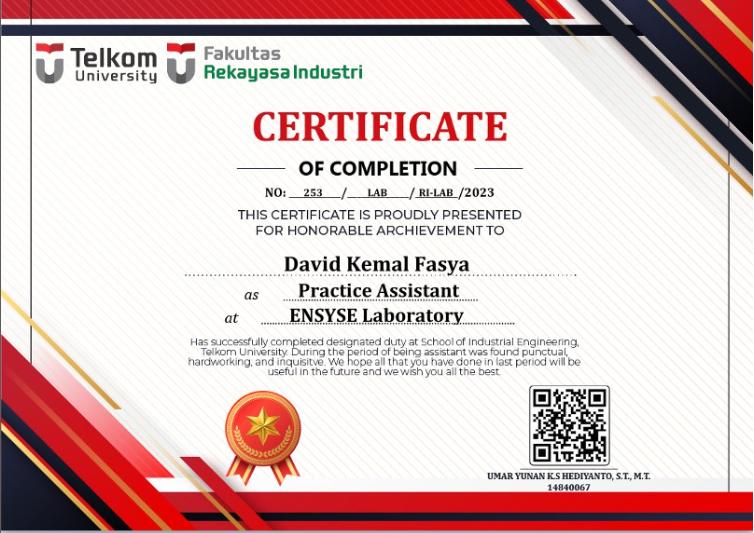 Telkom
University
Fakultas
Rekayasa Industri
CERTIFICATE
OF COMPLETION
NO: 253 / LAB / RI-LAB /2023
THIS CERTIFICATE IS PROUDLY PRESENTED
FOR HONORABLE ARCHIEVEMENT TO
David Kemal Fasya
as Practice Assistant
at ENSYSE Laboratory
Has successfully completed designated duty at School of Industrial Engineering,
Telkom University. During the period of being assistant was found punctual,
hardworking, and inquisitve. We hope all that you have done in last period will be
useful in the future and we wish you all the best.
UMAR YUNAN K.S HEDIYANTO, S.T., M.T.
14840067